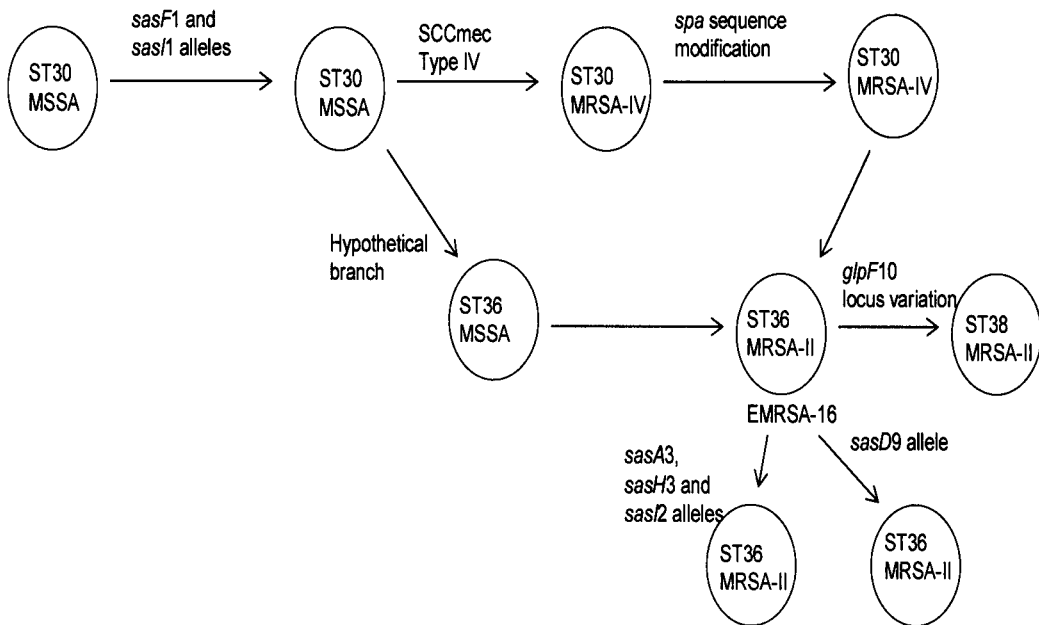 sasF1 and
sasI1 alleles
SCCmec
Type IV
spa sequence
modification
ST30
MSSA
ST30
MSSA
ST30
MRSA-IV
ST30
MRSA-IV
Hypothetical
branch
glpF10
locus variation
ST36
MSSA
ST36
MRSA-II
ST38
MRSA-II
EMRSA-16
sasA3,
sasH3 and
sasI2 alleles
sasD9 allele
ST36
MRSA-II
ST36
MRSA-II